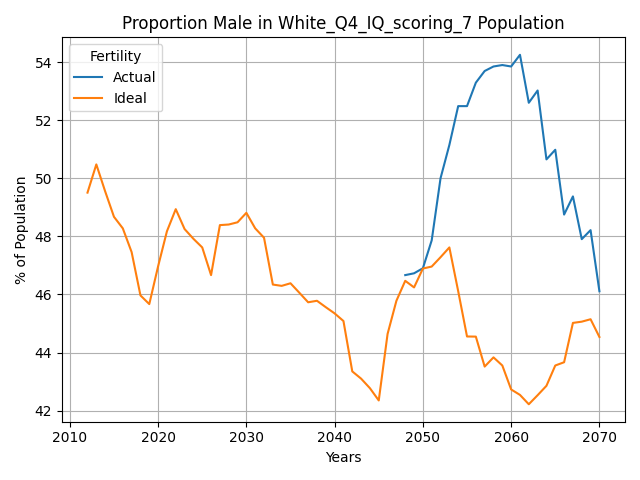 Proportion Male in White_Q4_IQ_scoring_7 Population
Fertility
Actual
Ideal
% of Population
54
52
50
48
46
44
42
2010
2020
2030
2040
2050
2060
2070
Years